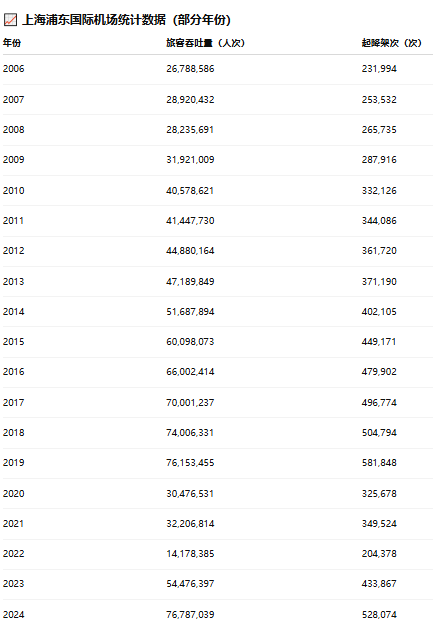 上海浦东国际机场统计数据（部分年份）
年份 旅客吞吐量（人次） 起降架次（次）
2006 26,788,586 231,994
2007 28,920,432 253,532
2008 28,235,691 265,735
2009 31,921,009 287,916
2010 40,578,621 332,126
2011 41,447,730 344,086
2012 44,880,164 361,720
2013 47,189,849 371,190
2014 51,687,894 402,105
2015 60,098,073 449,171
2016 66,002,414 479,902
2017 70,001,237 496,774
2018 74,006,331 504,794
2019 76,153,455 581,848
2020 30,476,531 325,678
2021 32,206,814 349,524
2022 14,178,385 204,378
2023 54,476,397 433,867
2024 76,787,039 528,074